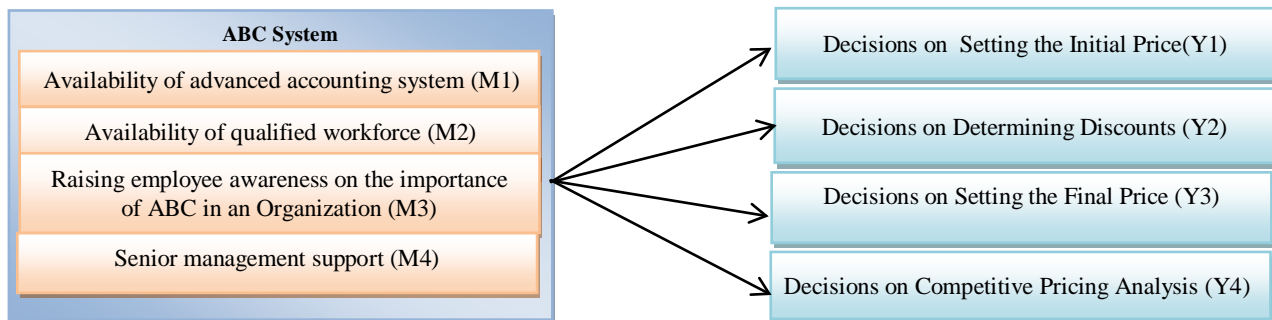 ABC System
Availability of advanced accounting system (M1)
Availability of qualified workforce (M2)
Raising employee awareness on the importance
of ABC in an Organization (M3)
Senior management support (M4)
Decisions on Setting the Initial Price(Y1)
Decisions on Determining Discounts (Y2)
Decisions on Setting the Final Price (Y3)
Decisions on Competitive Pricing Analysis (Y4)